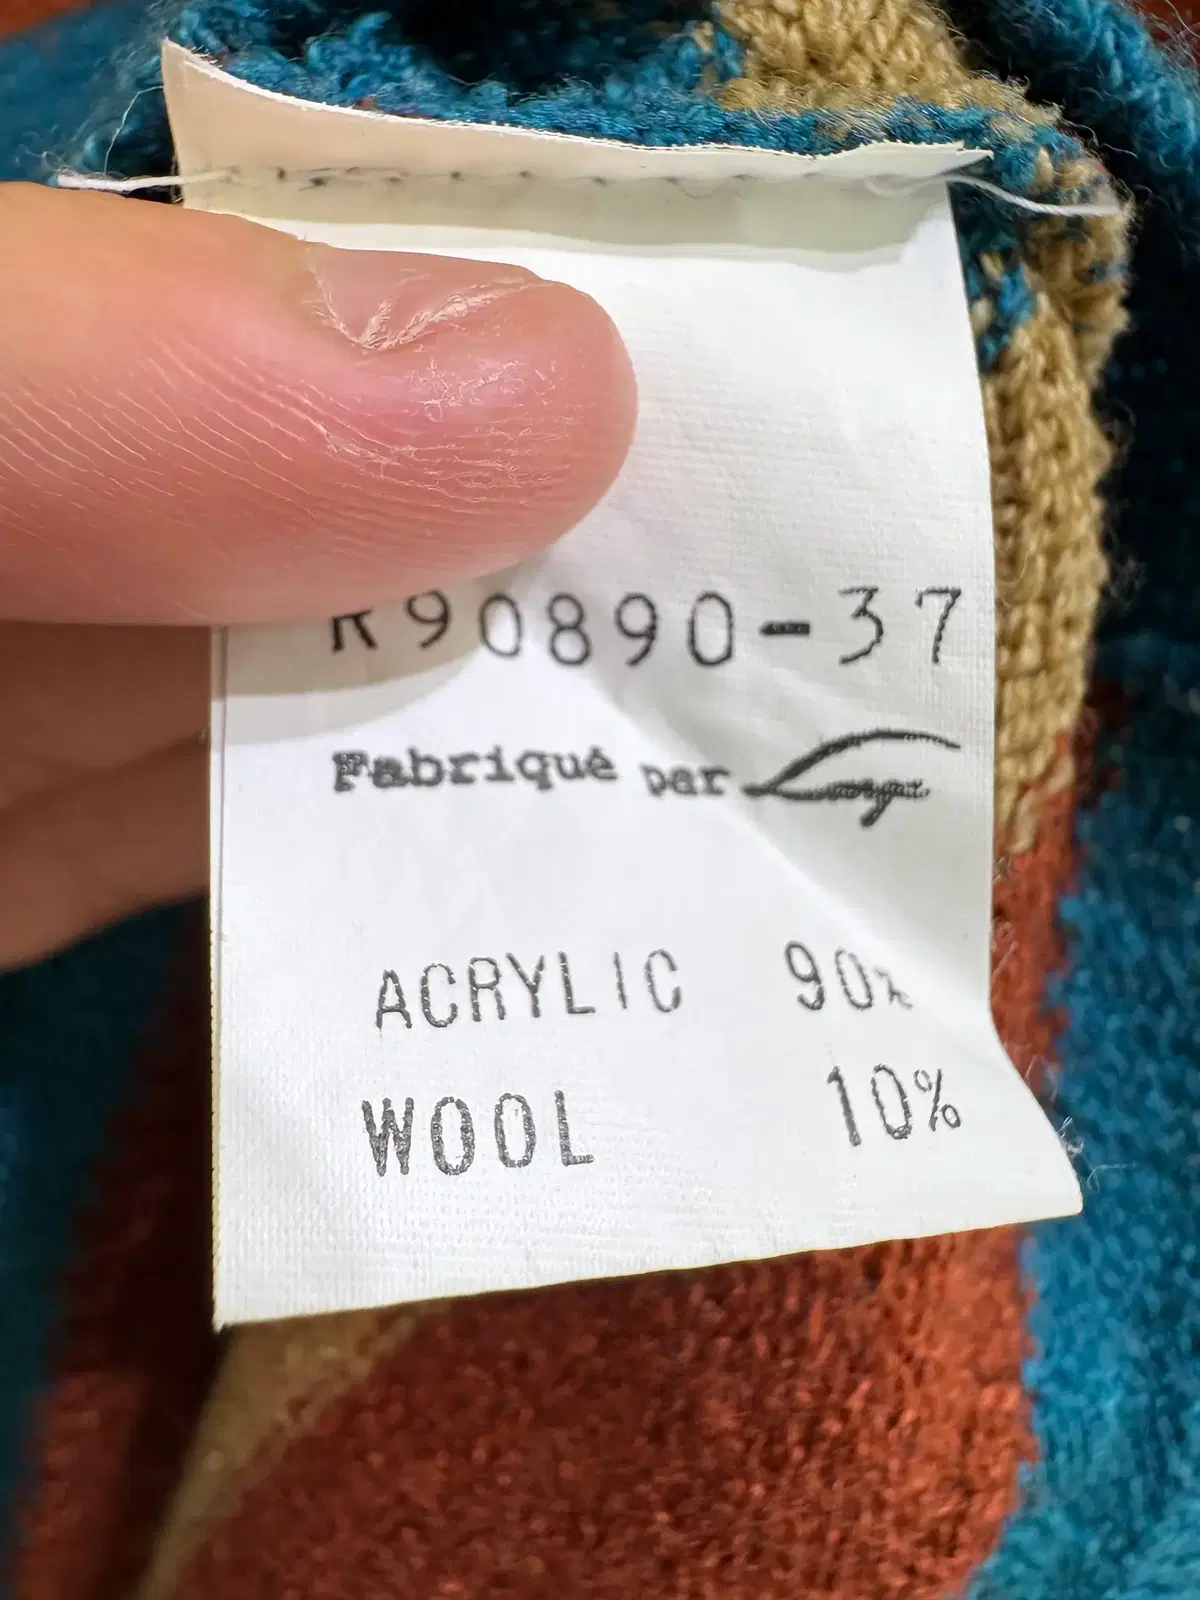 R90890-37
Fabriqué par
ACRYLIC 90%
WOOL 10%